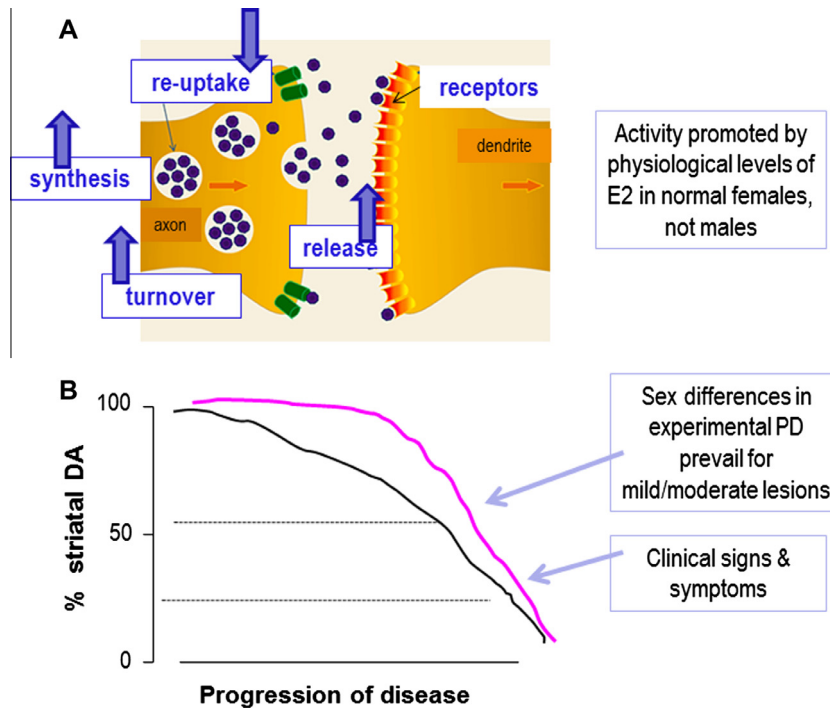 A
re-uptake
receptors
synthesis
dendrite
axon
release
turnover
Activity promoted by
physiological levels of
E2 in normal females,
not males
B
100
50
0
% striatal DA
Progression of disease
Sex differences in
experimental PD
prevail for
mild/moderate lesions
Clinical signs &
symptoms